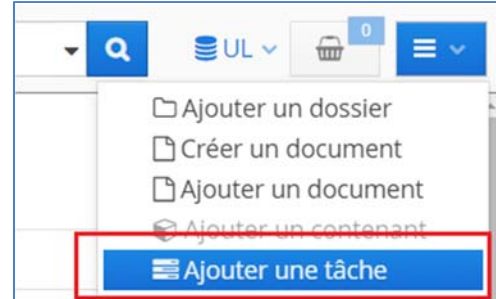 UL
0
Ajouter un dossier
Créer un document
Ajouter un document
Ajouter un contenant
Ajouter une tâche